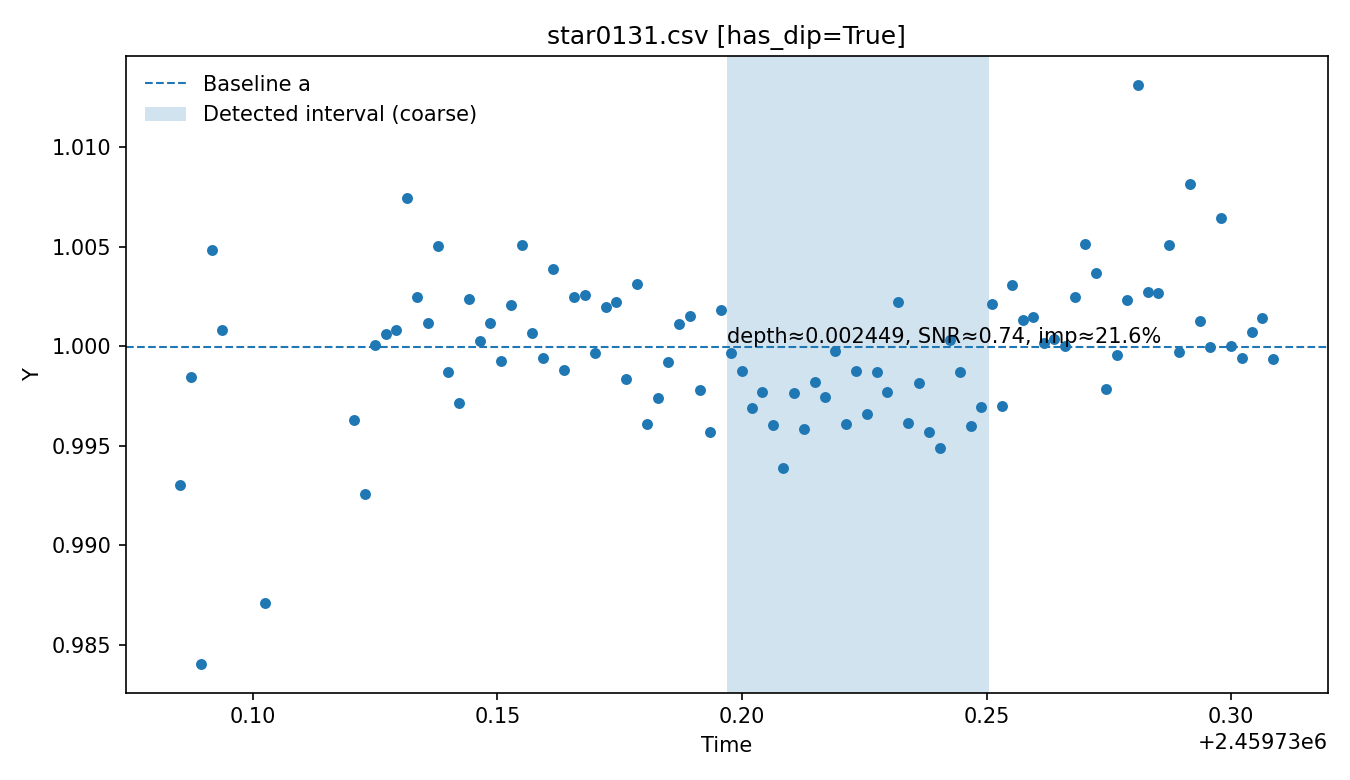 star0131.csv [has_dip=True]
Baseline a
Detected interval (coarse)
1.010
1.005
1.000
0.995
0.990
0.985
Y
depth≈0.002449, SNR≈0.74, imp≈21.6%
0.10 0.15 0.20 0.25 0.30
Time
+2.45973e6